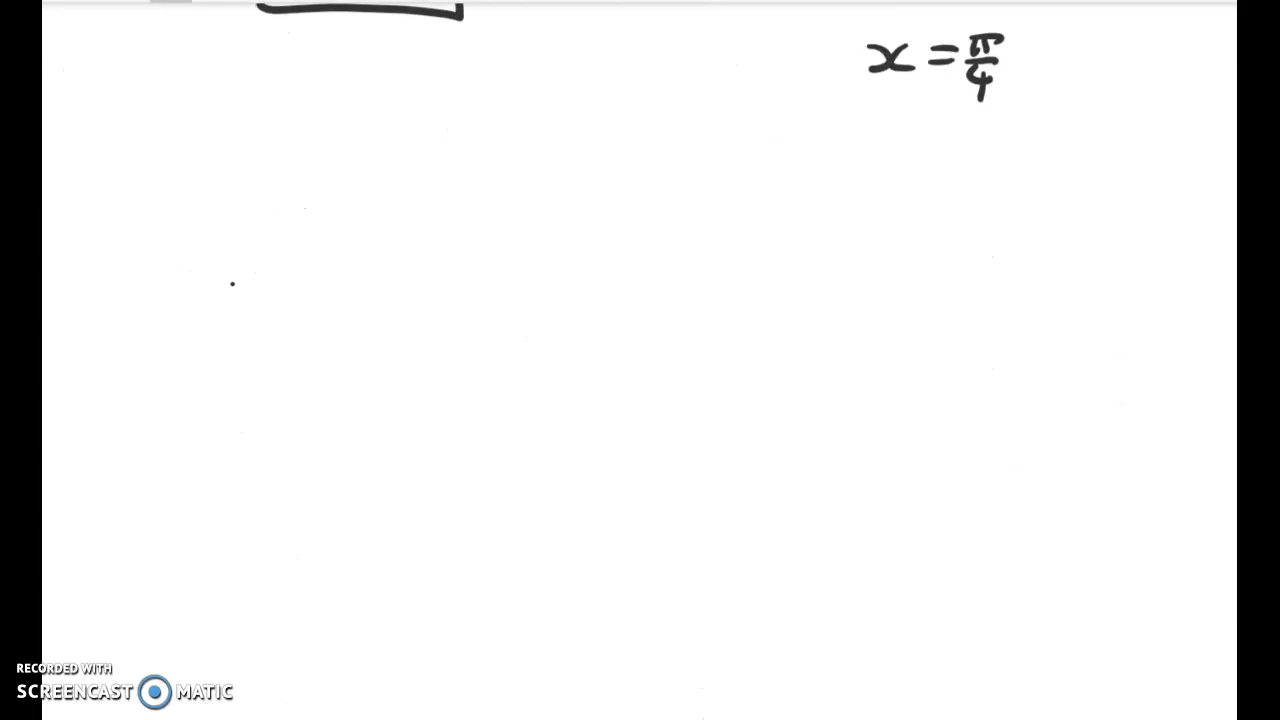 x = π/4
RECORDED WITH
SCREENCAST MATIC